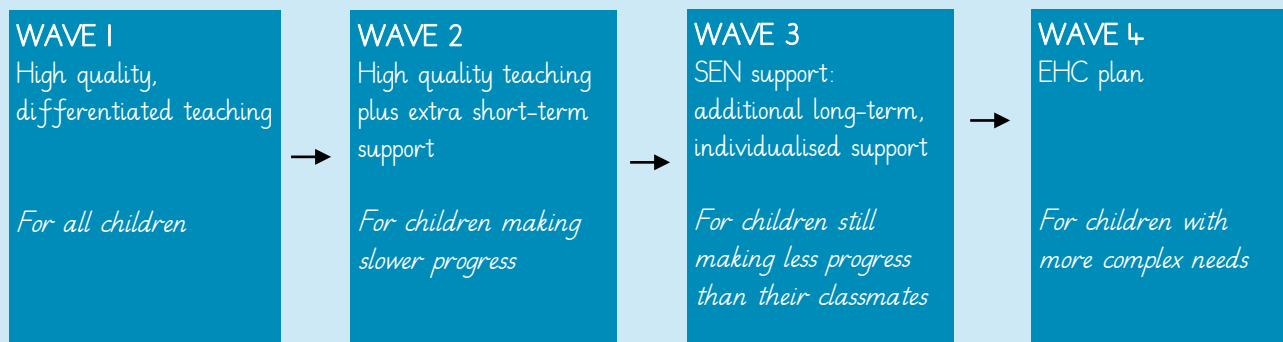 WAVE 1
High quality,
differentiated teaching
For all children
WAVE 2
High quality teaching
plus extra short-term
support
For children making
slower progress
WAVE 3
SEN support:
additional long-term,
individualised support
For children still
making less progress
than their classmates
WAVE 4
EHC plan
For children with
more complex needs